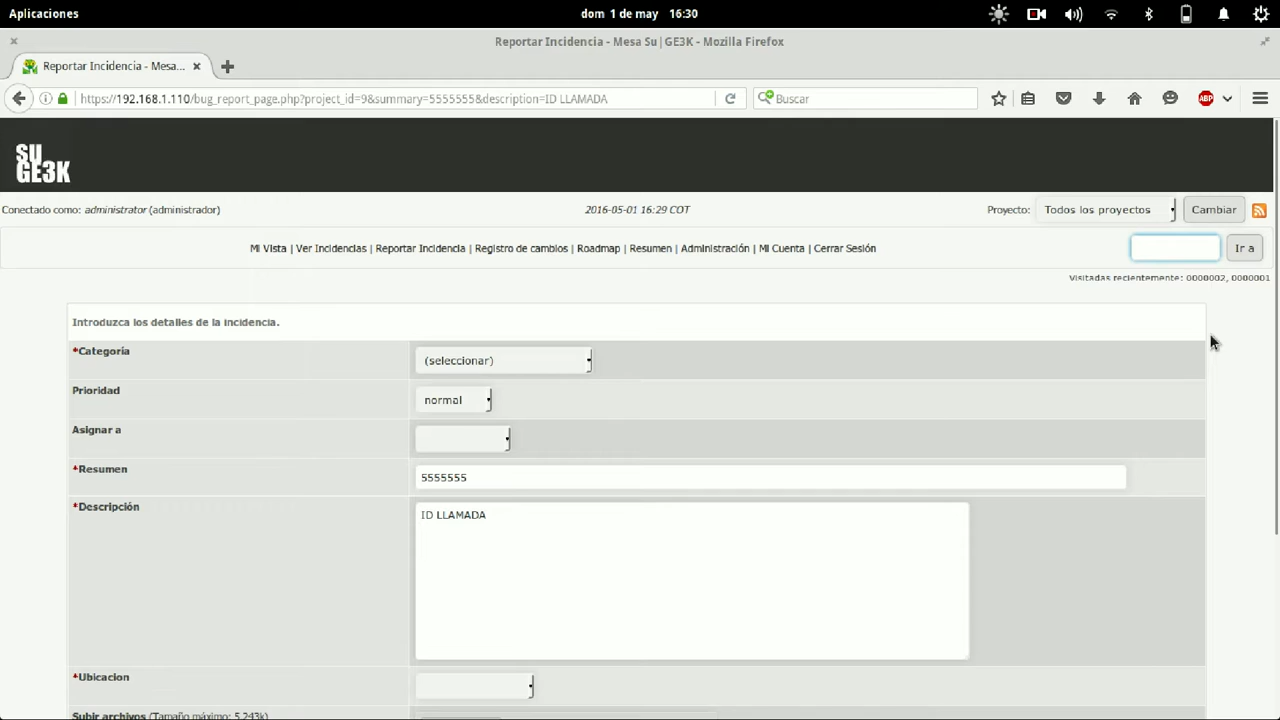 Aplicaciones
dom 1 de may 16:30
Reportar Incidencia - Mesa Su|GE3K - Mozilla Firefox
Reportar Incidencia - Mesa...
https://192.168.1.110/bug_report_page.php?project_id=9&summary=5555555&description=ID LLAMADA
Buscar
ABP
SU
GE3K
Conectado como: administrator (administrador)
2016-05-01 16:29 COT
Proyecto: Todos los proyectos Cambiar
Mi Vista | Ver Incidencias | Reportar Incidencia | Registro de cambios | Roadmap | Resumen | Administración | Mi Cuenta | Cerrar Sesión
Ir a
Visitadas recientemente: 0000002, 0000001
Introduzca los detalles de la incidencia.
*Categoría (seleccionar)
Prioridad normal
Asignar a
*Resumen 5555555
*Descripción ID LLAMADA
*Ubicacion
Subir archivos (Tamaño máximo: 5,243k)